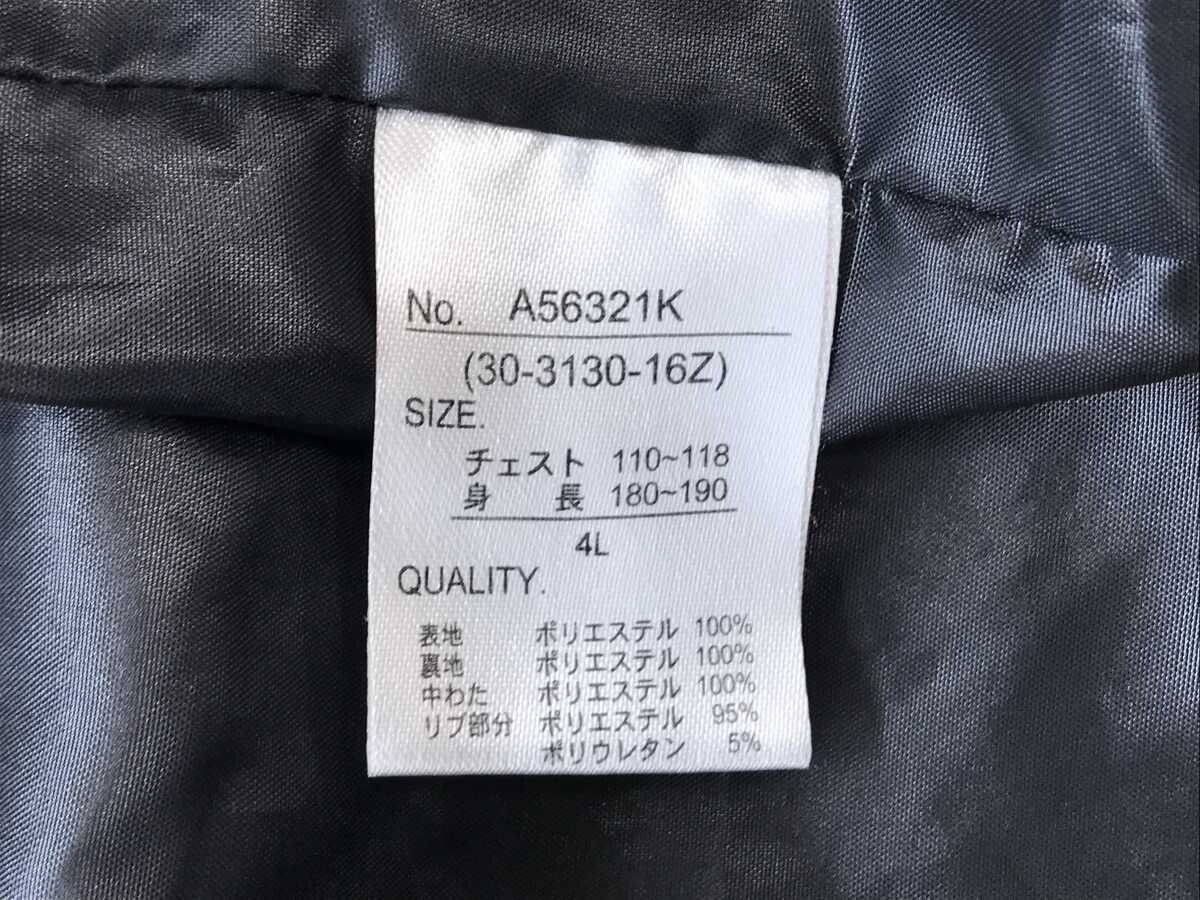 No. A56321K
(30-3130-16Z)
SIZE.
チェスト 110~118
身 長 180~190
4L
QUALITY.
表地 ポリエステル 100%
裏地 ポリエステル 100%
中わた ポリエステル 100%
リブ部分 ポリエステル 95%
ポリウレタン 5%